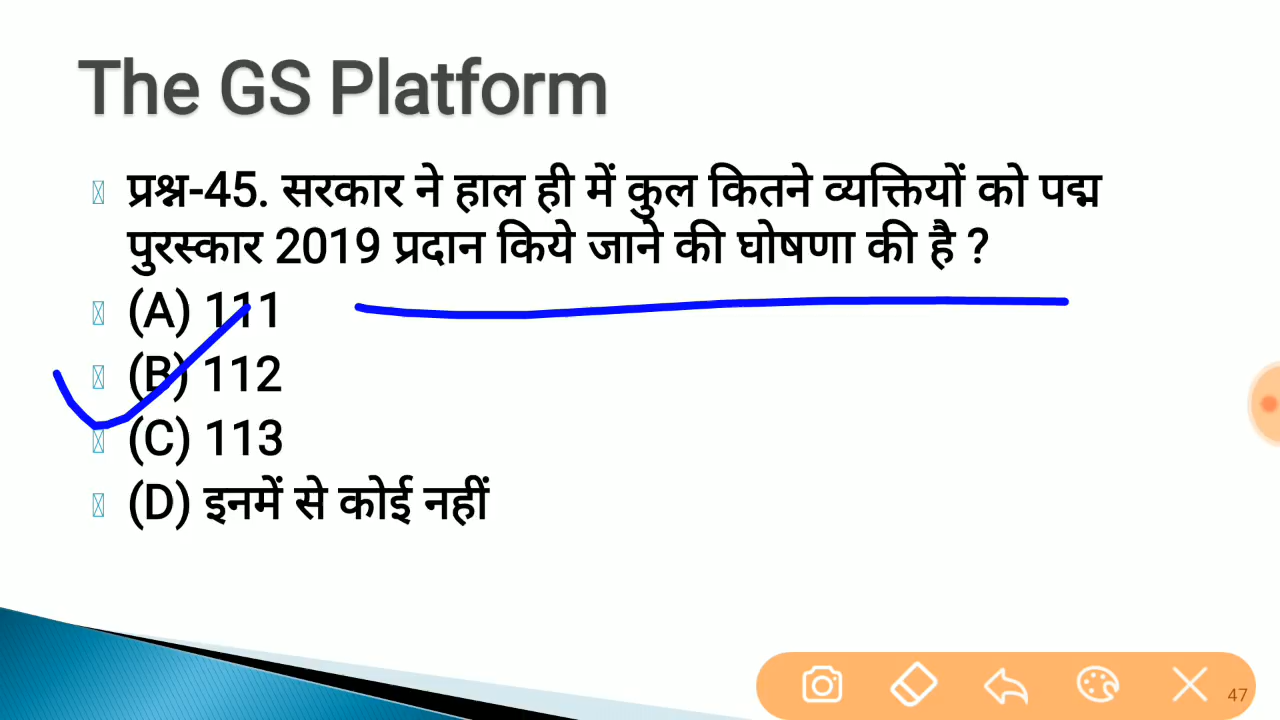 The GS Platform
प्रश्न-45. सरकार ने हाल ही में कुल कितने व्यक्तियों को पद्म
पुरस्कार 2019 प्रदान किये जाने की घोषणा की है ?
(A) 111
(B) 112
(C) 113
(D) इनमें से कोई नहीं
47